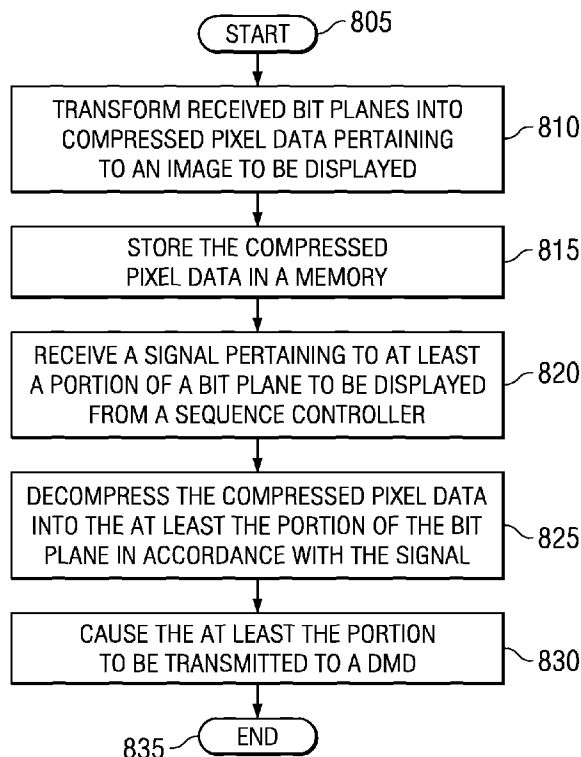 START
805
TRANSFORM RECEIVED BIT PLANES INTO
COMPRESSED PIXEL DATA PERTAINING
TO AN IMAGE TO BE DISPLAYED
810
STORE THE COMPRESSED
PIXEL DATA IN A MEMORY
815
RECEIVE A SIGNAL PERTAINING TO AT LEAST
A PORTION OF A BIT PLANE TO BE DISPLAYED
FROM A SEQUENCE CONTROLLER
820
DECOMPRESS THE COMPRESSED PIXEL DATA
INTO THE AT LEAST THE PORTION OF THE BIT
PLANE IN ACCORDANCE WITH THE SIGNAL
825
CAUSE THE AT LEAST THE PORTION
TO BE TRANSMITTED TO A DMD
830
END
835